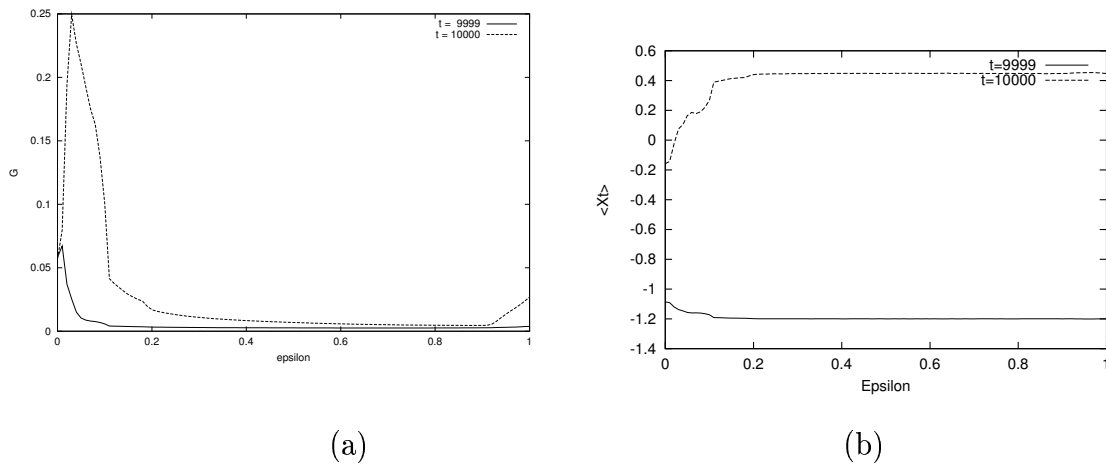 0.25
0.2
0.15
0.1
0.05
0
G
0 0.2 0.4 0.6 0.8 1
epsilon
t = 9999
t = 10000
(a)
0.6
0.4
0.2
0
-0.2
-0.4
-0.6
-0.8
-1
-1.2
-1.4
<Xt>
0 0.2 0.4 0.6 0.8 1
Epsilon
t=9999
t=10000
(b)